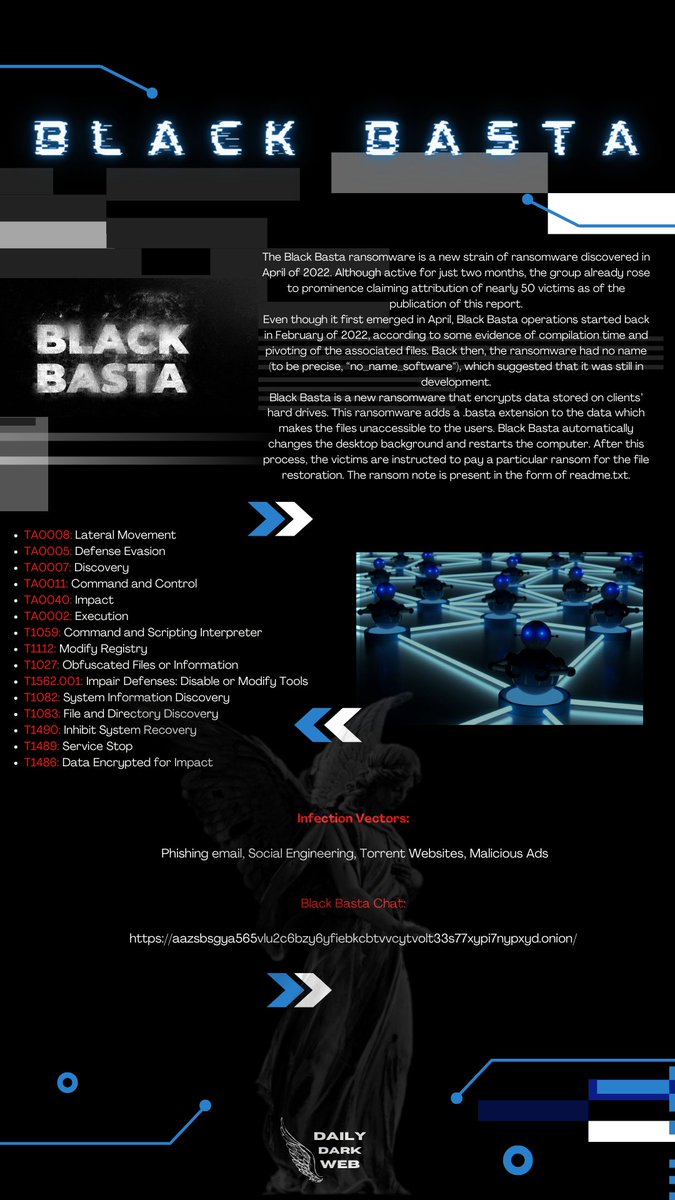 BLACK BASTA
The Black Basta ransomware is a new strain of ransomware discovered in
April of 2022. Although active for just two months, the group already rose
to prominence claiming attribution of nearly 50 victims as of the
publication of this report.
Even though it first emerged in April, Black Basta operations started back
in February of 2022, according to some evidence of compilation time and
pivoting of the associated files. Back then, the ransomware had no name
(to be precise, "no_name_software"), which suggested that it was still in
development.
Black Basta is a new ransomware that encrypts data stored on clients'
hard drives. This ransomware adds a .basta extension to the data which
makes the files unaccessible to the users. Black Basta automatically
changes the desktop background and restarts the computer. After this
process, the victims are instructed to pay a particular ransom for the file
restoration. The ransom note is present in the form of readme.txt.
BLACK
BASTA
TA0008: Lateral Movement
TA0005: Defense Evasion
TA0007: Discovery
TA0011: Command and Control
TA0040: Impact
TA0002: Execution
T1059: Command and Scripting Interpreter
T1112: Modify Registry
T1027: Obfuscated Files or Information
T1562.001: Impair Defenses: Disable or Modify Tools
T1082: System Information Discovery
T1083: File and Directory Discovery
T1490: Inhibit System Recovery
T1489: Service Stop
T1486: Data Encrypted for Impact
Infection Vectors:
Phishing email, Social Engineering, Torrent Websites, Malicious Ads
Black Basta Chat:
https://aazsbsgya565vlu2c6bzy6yfiebkcbtvvcytvolt33s77xypi7nypxyd.onion/
DAILY
DARK
WEB